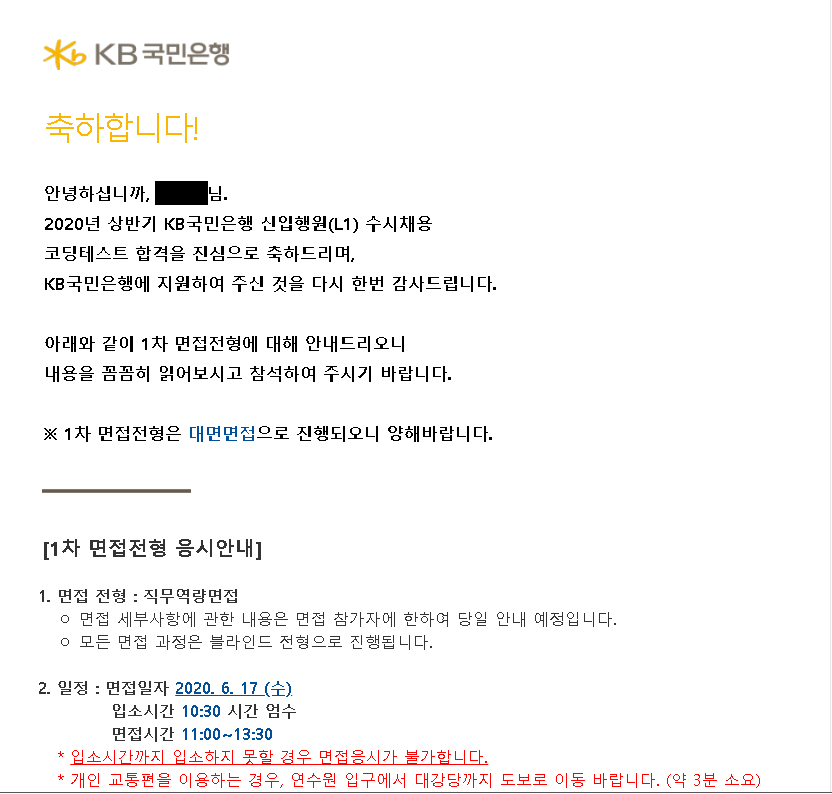 KB 국민은행
축하합니다!
안녕하십니까, 님.
2020년 상반기 KB국민은행 신입행원(L1) 수시채용
코딩테스트 합격을 진심으로 축하드리며,
KB국민은행에 지원하여 주신 것을 다시 한번 감사드립니다.
아래와 같이 1차 면접전형에 대해 안내드리오니
내용을 꼼꼼히 읽어보시고 참석하여 주시기 바랍니다.
※ 1차 면접전형은 대면면접으로 진행되오니 양해바랍니다.
[1차 면접전형 응시안내]
1. 면접 전형 : 직무역량면접
○ 면접 세부사항에 관한 내용은 면접 참가자에 한하여 당일 안내 예정입니다.
○ 모든 면접 과정은 블라인드 전형으로 진행됩니다.
2. 일정 : 면접일자 2020. 6. 17 (수)
입소시간 10:30 시간 엄수
면접시간 11:00~13:30
* 입소시간까지 입소하지 못할 경우 면접응시가 불가합니다.
* 개인 교통편을 이용하는 경우, 연수원 입구에서 대강당까지 도보로 이동 바랍니다. (약 3분 소요)